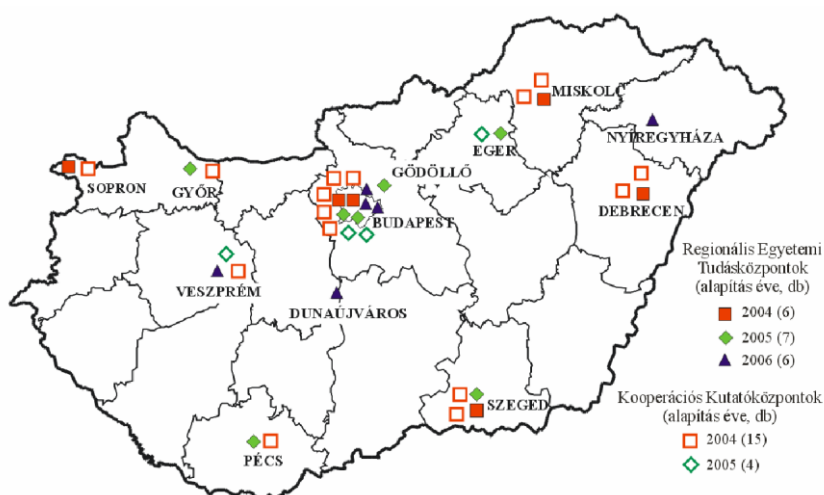 MISKOLC
NYÍREGYHÁZA
EGER
GÖDÖLLŐ
SOPRON
GYŐR
BUDAPEST
DEBRECEN
VESZPRÉM
DUNAÚJVÁROS
SZEGED
PÉCS
Regionális Egyetemi
Tudásközpontok
(alapítás éve, db)
2004 (6)
2005 (7)
2006 (6)
Kooperációs Kutatóközpontok
(alapítás éve, db)
2004 (15)
2005 (4)